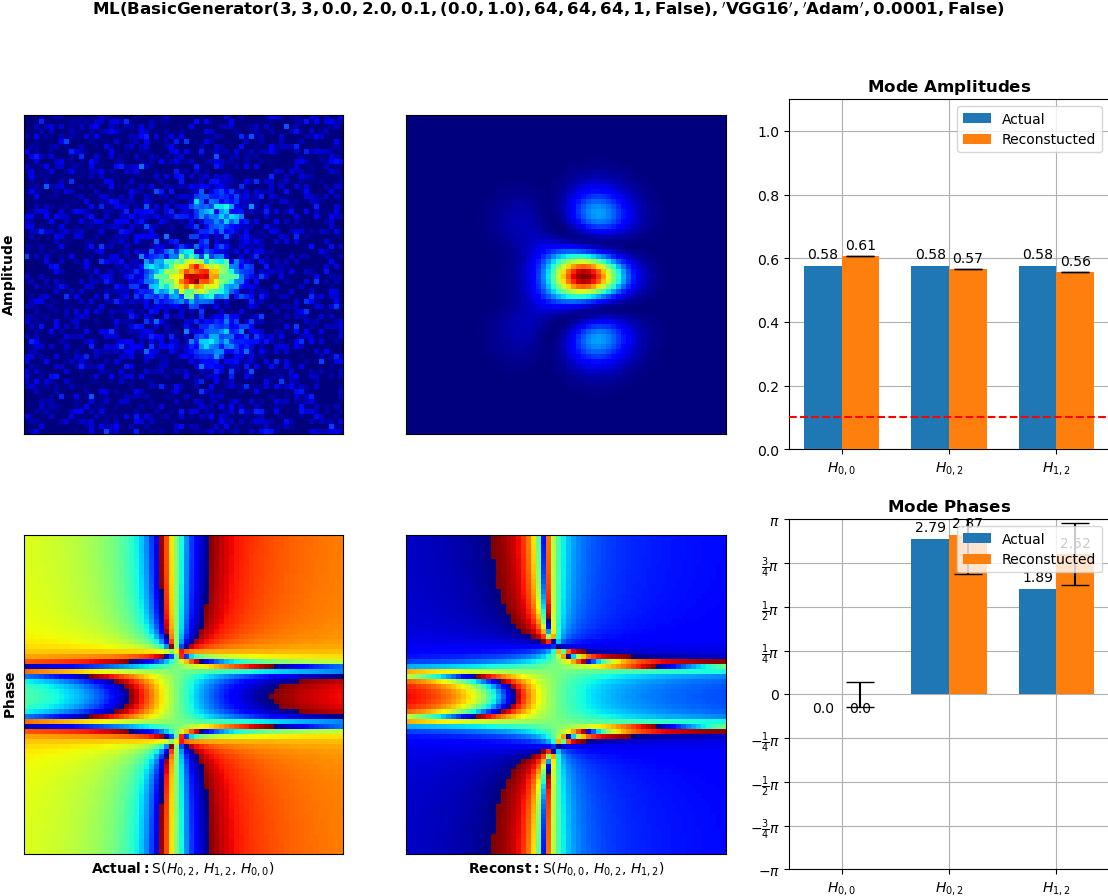 ML(BasicGenerator(3, 3, 0.0, 2.0, 0.1, (0.0, 1.0), 64, 64, 64, 1, False), 'VGG16', 'Adam', 0.0001, False)
Amplitude
Mode Amplitudes
Actual
Reconstucted
1.0
0.8
0.6
0.4
0.2
0.0
0.58
0.61
0.58
0.57
0.58
0.56
H0,0
H0,2
H1,2
Phase
Actual: S(H0,2, H1,2, H0,0)
Reconst: S(H0,0, H0,2, H1,2)
Mode Phases
Actual
Reconstucted
π
3/4π
1/2π
1/4π
0
−1/4π
−1/2π
−3/4π
−π
0.0
0.0
2.79
2.87
1.89
2.52
H0,0
H0,2
H1,2